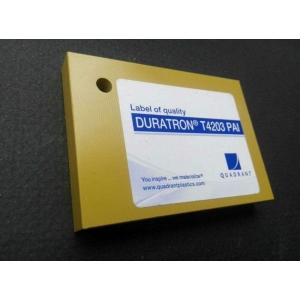 Label of quality
DURATRON® T4203 PAI
You inspire ... we materialize®
www.quadrantplastics.com
QUADRANT